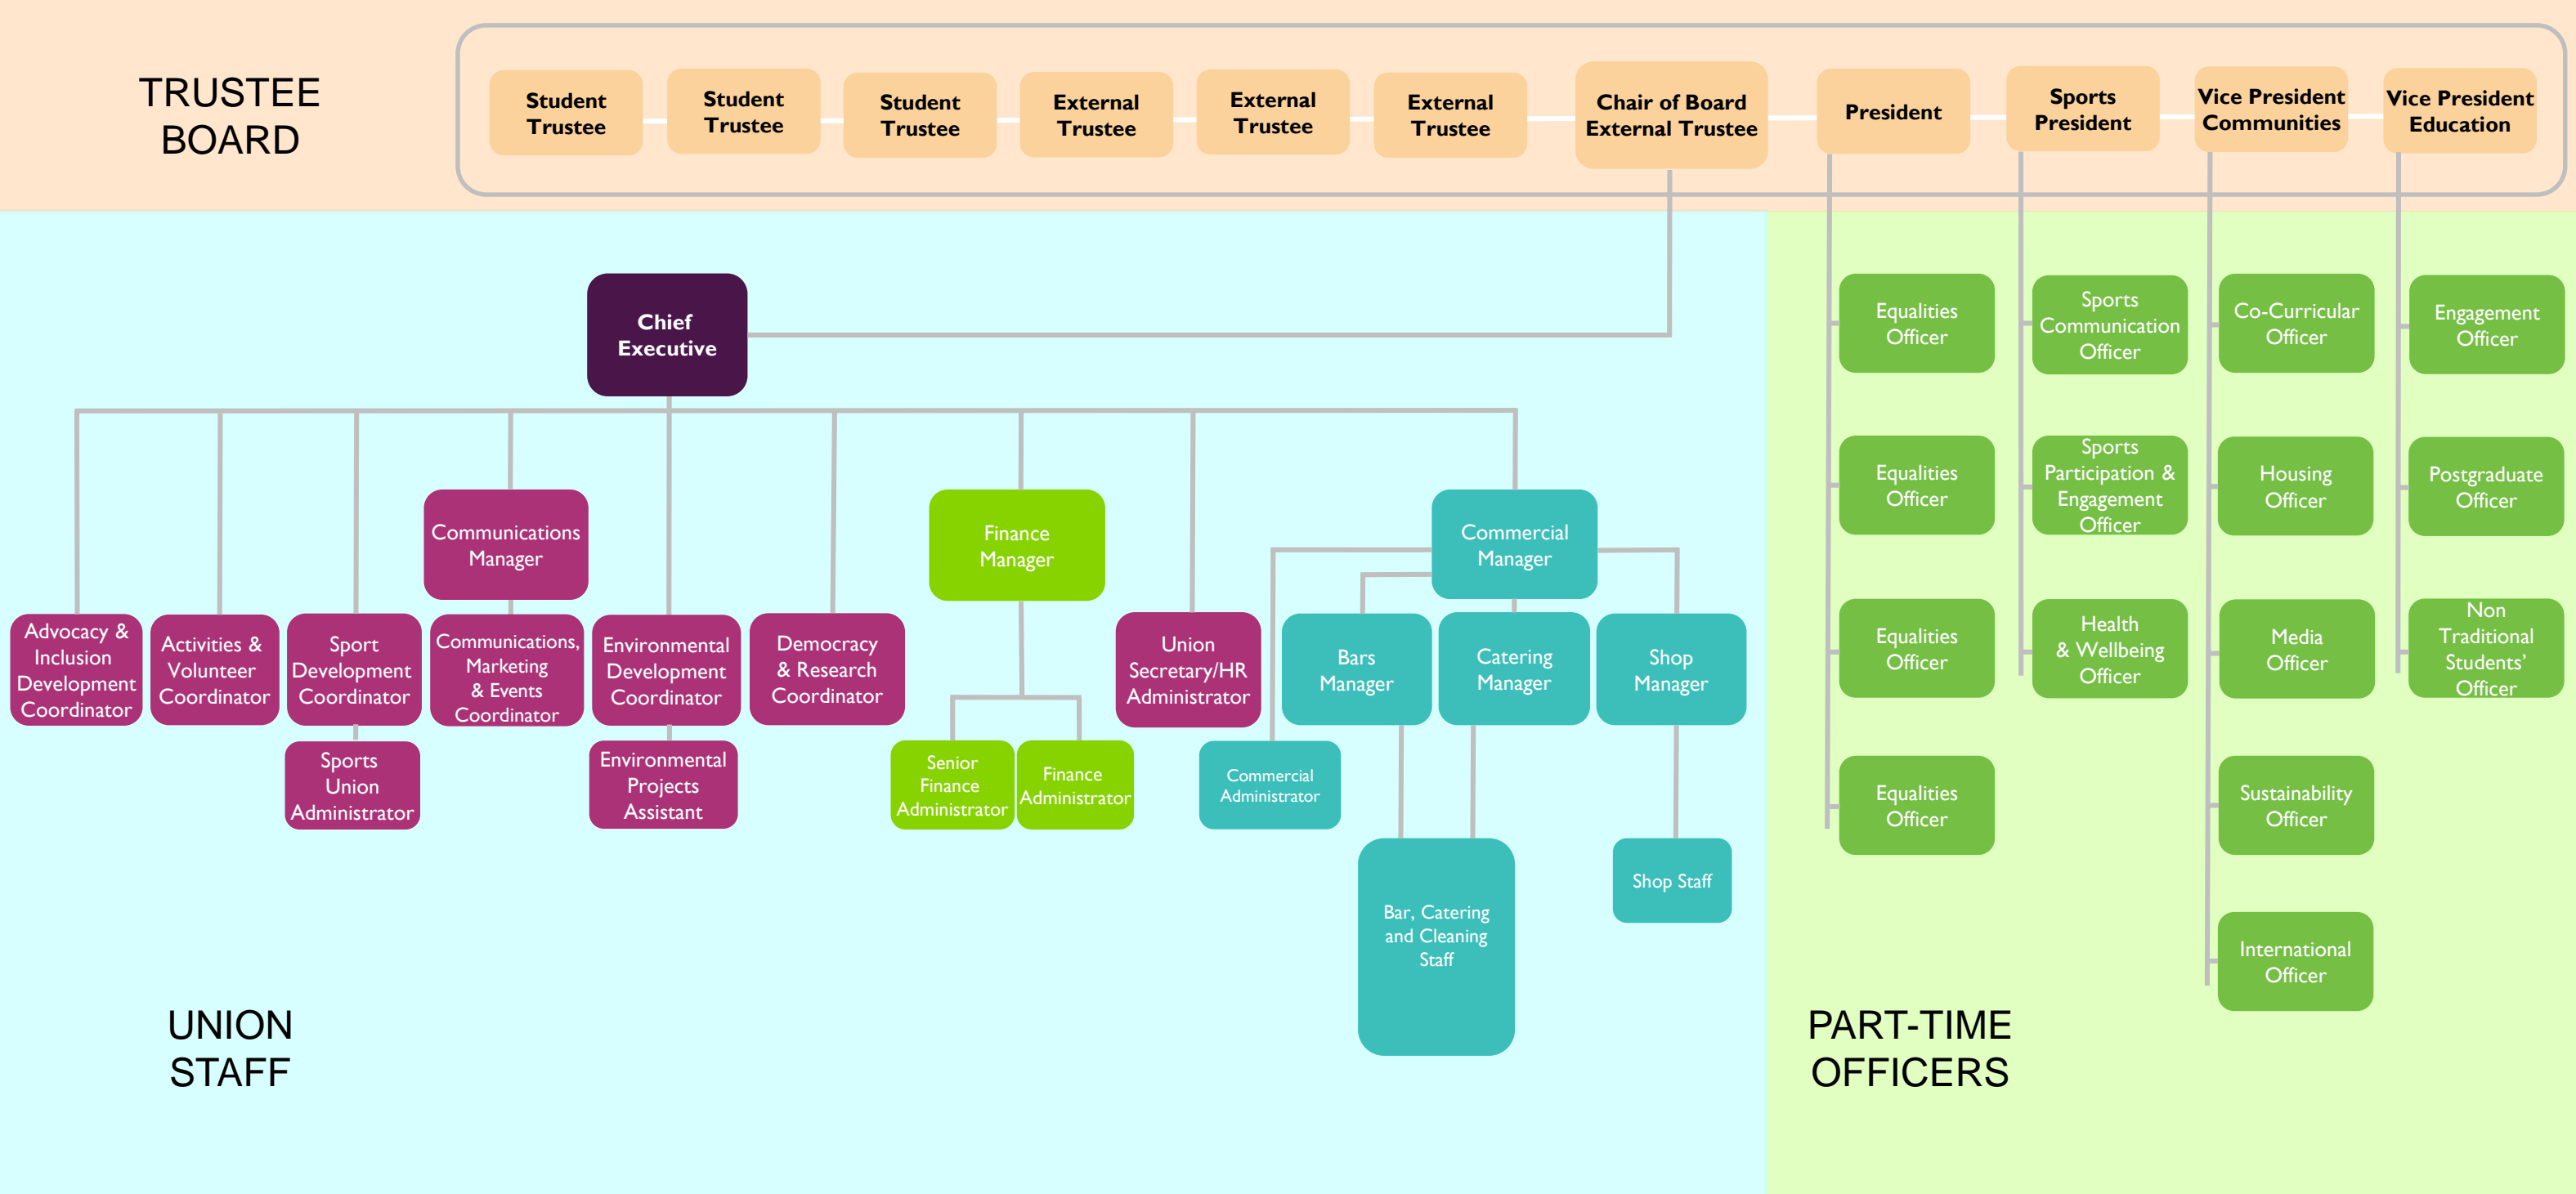 TRUSTEE
BOARD
Student
Trustee
Student
Trustee
Student
Trustee
External
Trustee
External
Trustee
External
Trustee
Chair of Board
External Trustee
President
Sports
President
Vice President
Communities
Vice President
Education
Chief
Executive
Communications
Manager
Finance
Manager
Commercial
Manager
Advocacy &
Inclusion
Development
Coordinator
Activities &
Volunteer
Coordinator
Sport
Development
Coordinator
Communications,
Marketing
& Events
Coordinator
Environmental
Development
Coordinator
Democracy
& Research
Coordinator
Union
Secretary/HR
Administrator
Bars
Manager
Catering
Manager
Shop
Manager
Sports
Union
Administrator
Environmental
Projects
Assistant
Senior
Finance
Administrator
Finance
Administrator
Commercial
Administrator
Bar, Catering
and Cleaning
Staff
Shop Staff
UNION
STAFF
Equalities
Officer
Equalities
Officer
Equalities
Officer
Equalities
Officer
Sports
Communication
Officer
Sports
Participation &
Engagement
Officer
Health
& Wellbeing
Officer
Co-Curricular
Officer
Housing
Officer
Media
Officer
Sustainability
Officer
International
Officer
Engagement
Officer
Postgraduate
Officer
Non
Traditional
Students’
Officer
PART-TIME
OFFICERS